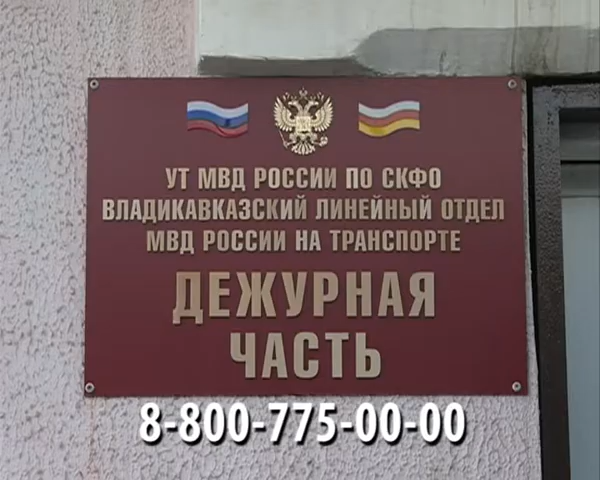 УТ МВД РОССИИ ПО СКФО
ВЛАДИКАВКАЗСКИЙ ЛИНЕЙНЫЙ ОТДЕЛ
МВД РОССИИ НА ТРАНСПОРТЕ
ДЕЖУРНАЯ
ЧАСТЬ
8-800-775-00-00